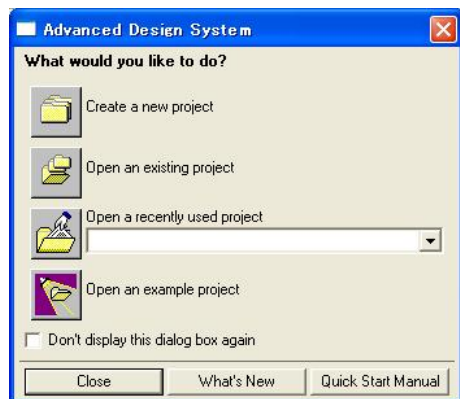 Advanced Design System
What would you like to do?
Create a new project
Open an existing project
Open a recently used project
Open an example project
Don't display this dialog box again
Close What's New Quick Start Manual